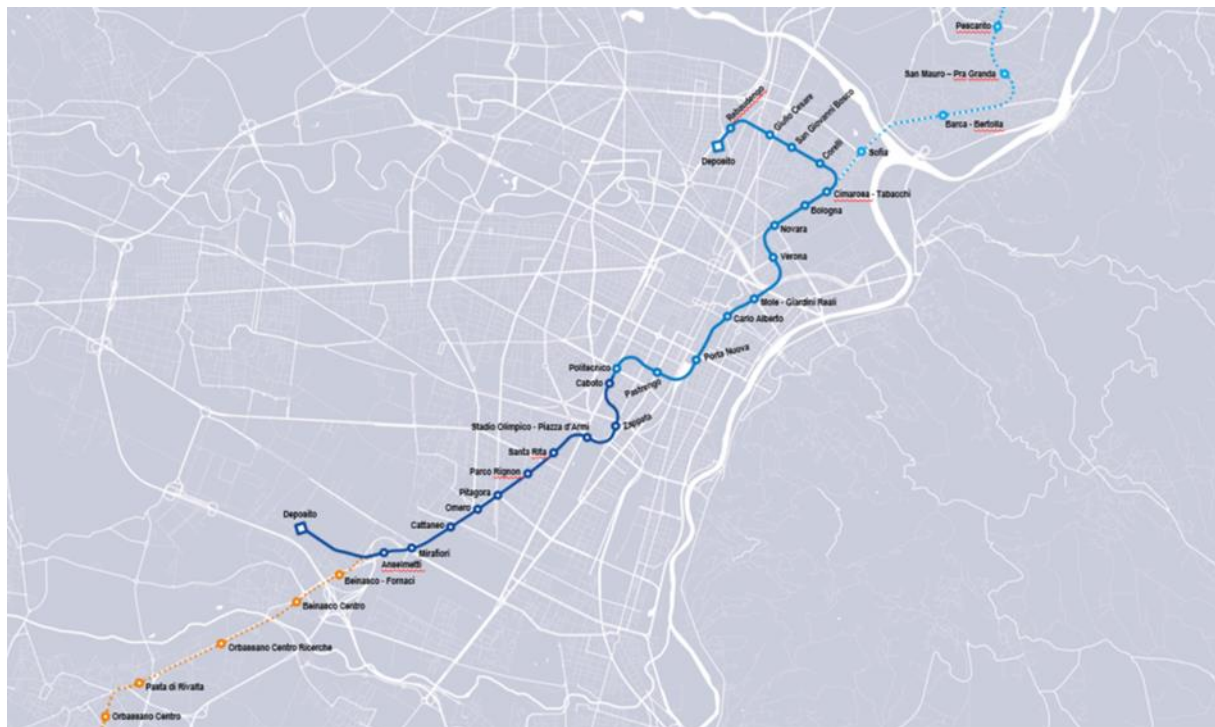 Pescarito
San Mauro – Pra Granda
Barca - Bertolla
Sofia
Rebaudengo
Giulio Cesare
San Giovanni Bosco
Corelli
Deposito
Cimarosa - Tabacchi
Bologna
Novara
Verona
Mole - Giardini Reali
Carlo Alberto
Porta Nuova
Politecnico
Pastrengo
Caboto
Zappata
Stadio Olimpico - Piazza d'Armi
Santa Rita
Parco Rignon
Pitagora
Omero
Cattaneo
Deposito
Mirafiori
Anselmetti
Beinasco - Fornaci
Beinasco Centro
Orbassano Centro Ricerche
Pasta di Rivalta
Orbassano Centro